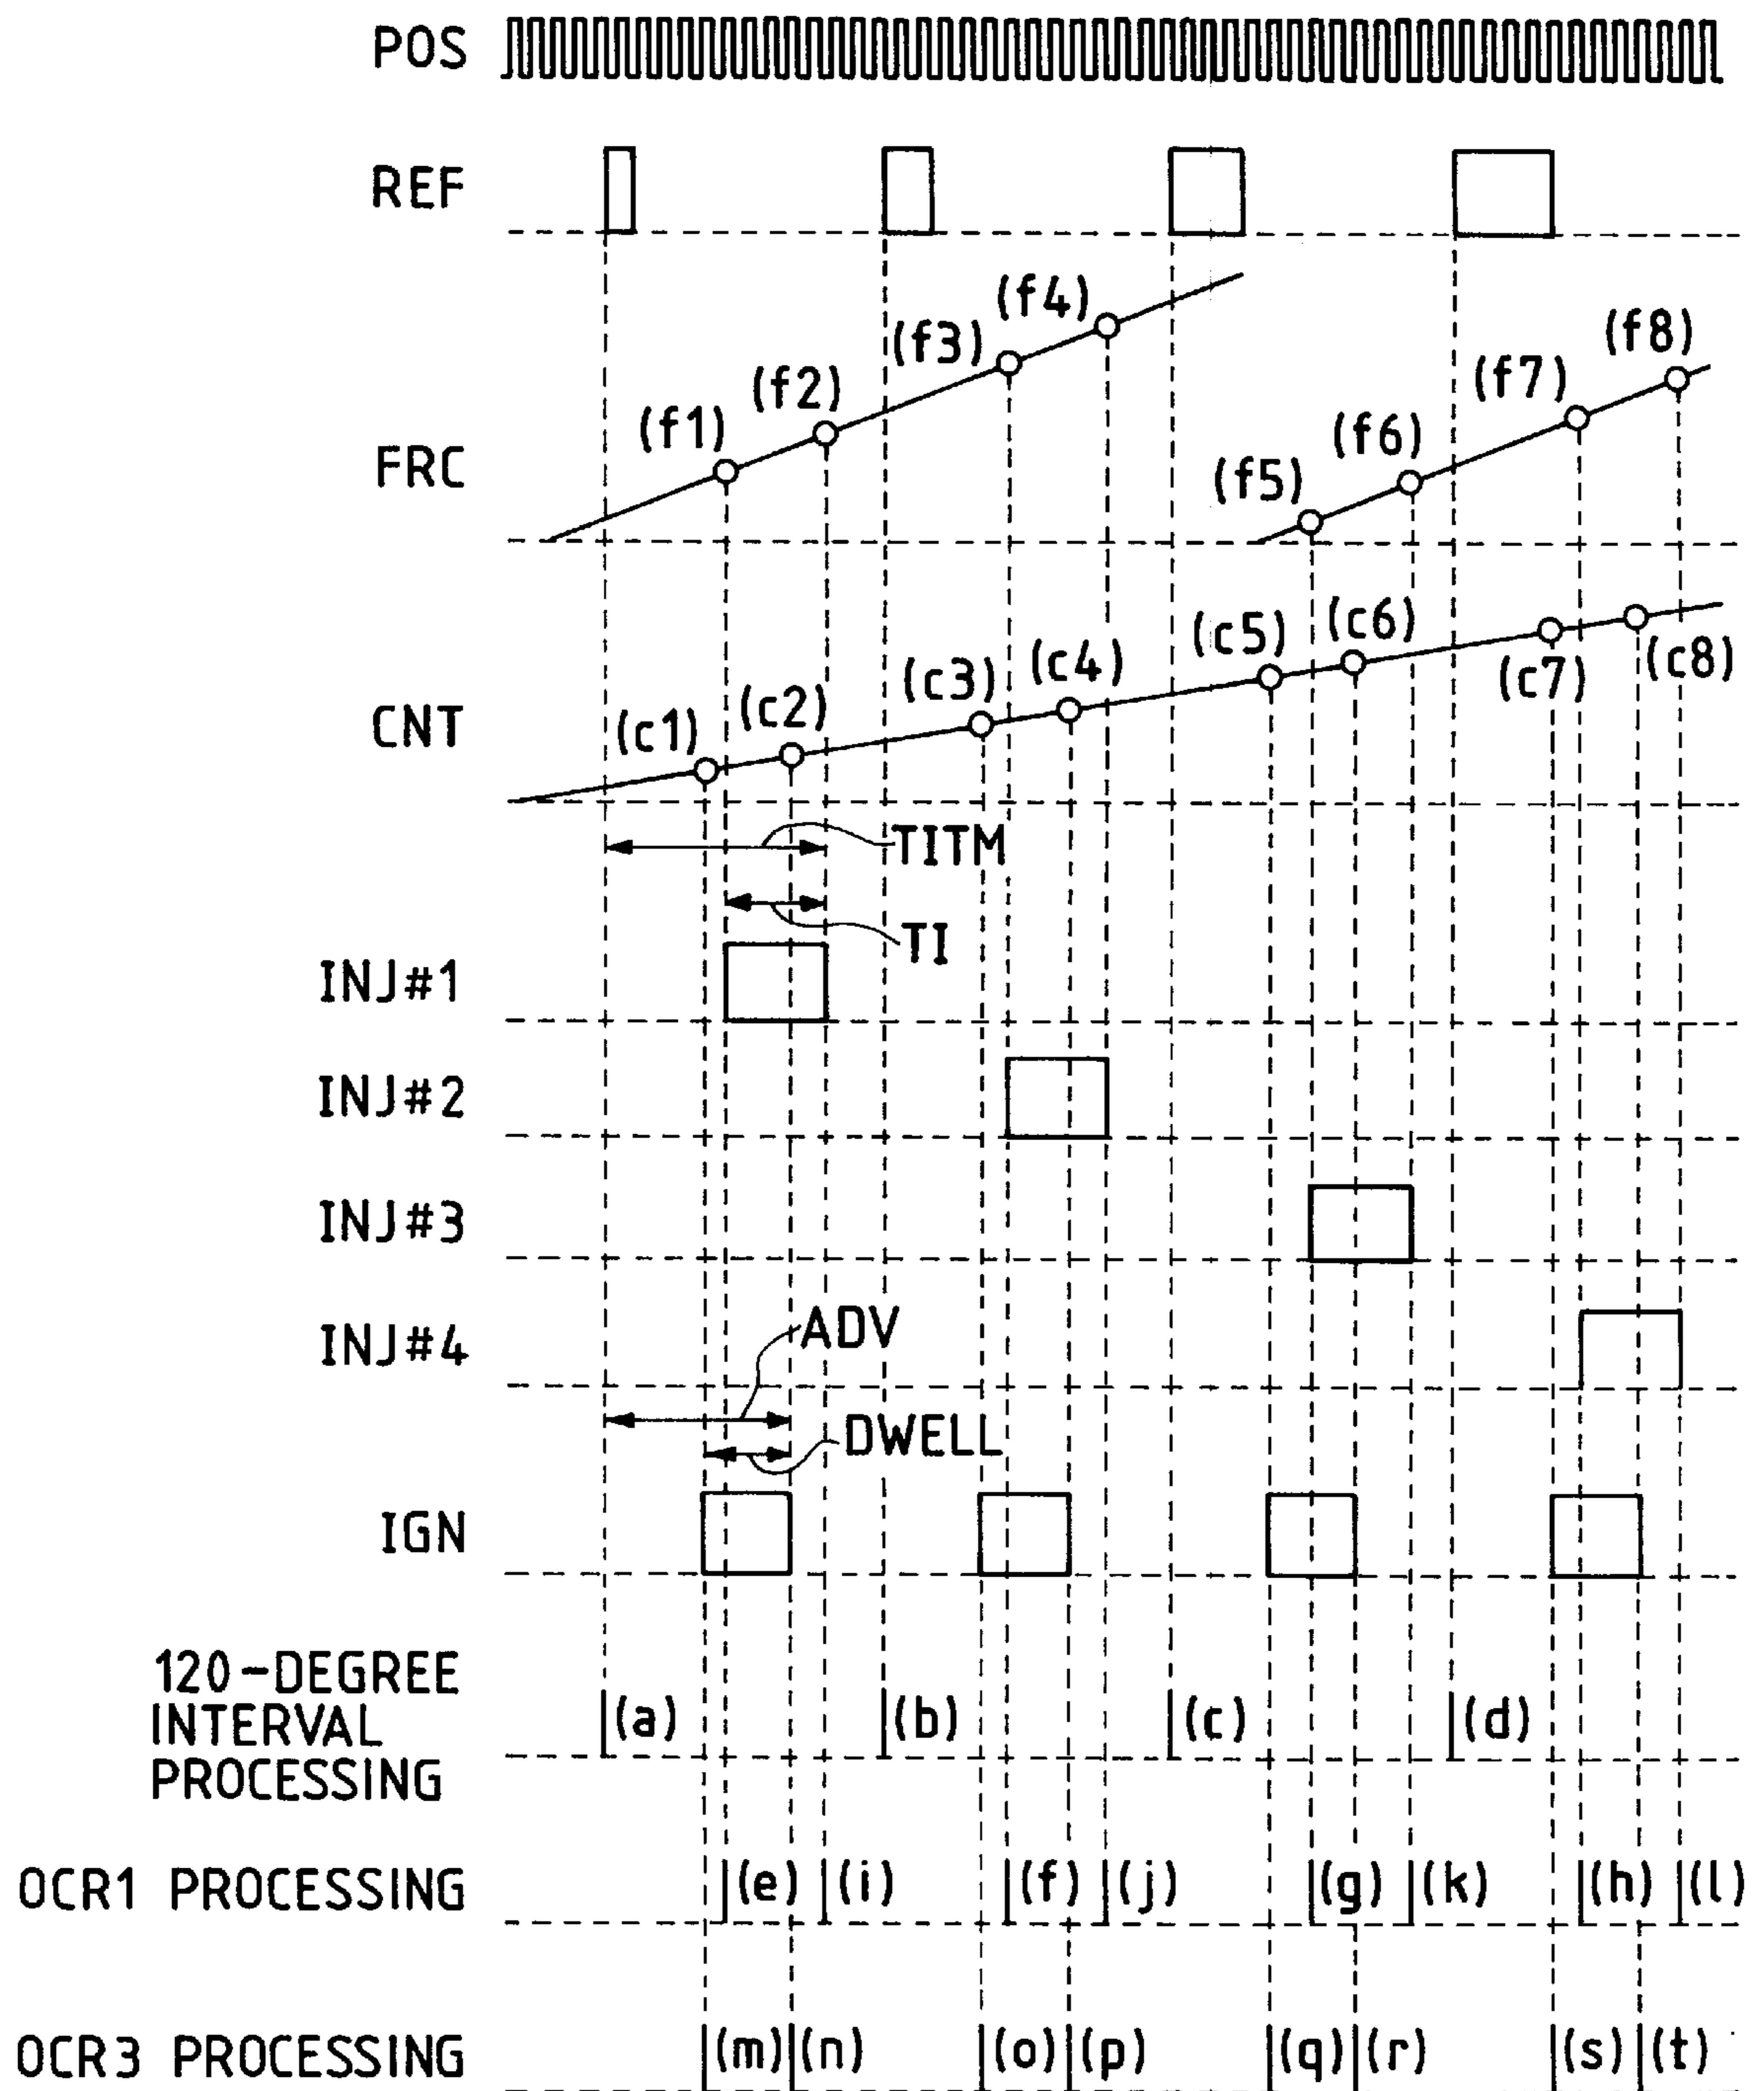 POS
REF
(f4)
(f3)
(f8)
(f2)
(f7)
(f1)
(f6)
FRC
(f5)
(c5) (c6)
(c3) (c4)
(c7) (c8)
(c1) (c2)
CNT
TITM
TI
INJ#1
INJ#2
INJ#3
ADV
INJ#4
DWELL
IGN
120-DEGREE
INTERVAL
PROCESSING
(a) (b) (c) (d)
OCR1 PROCESSING (e) (i) (f) (j) (g) (k) (h) (l)
OCR3 PROCESSING (m) (n) (o) (p) (q) (r) (s) (t)